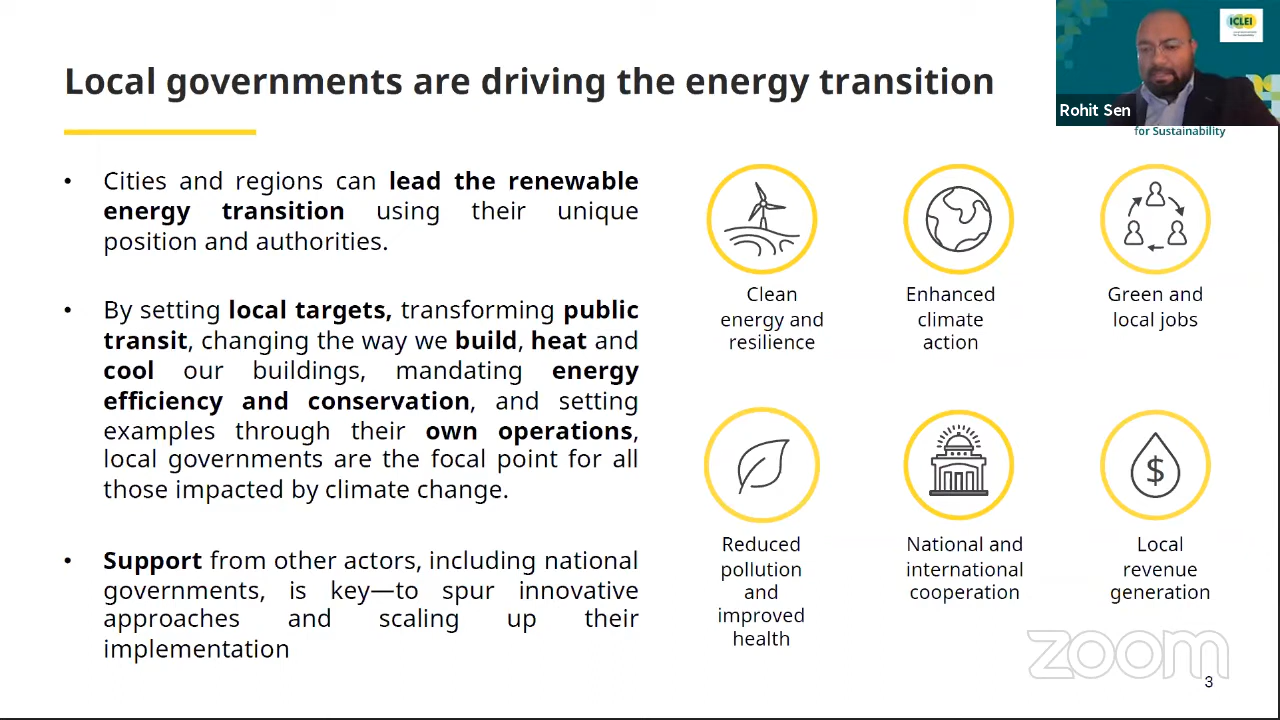 Local governments are driving the energy transition
ICLEI
Rohit Sen
for Sustainability
• Cities and regions can lead the renewable
energy transition using their unique
position and authorities.
• By setting local targets, transforming public
transit, changing the way we build, heat and
cool our buildings, mandating energy
efficiency and conservation, and setting
examples through their own operations,
local governments are the focal point for all
those impacted by climate change.
• Support from other actors, including national
governments, is key—to spur innovative
approaches and scaling up their
implementation
Clean
energy and
resilience
Enhanced
climate
action
Green and
local jobs
Reduced
pollution
and
improved
health
National and
international
cooperation
$
Local
revenue
generation
zoom
3